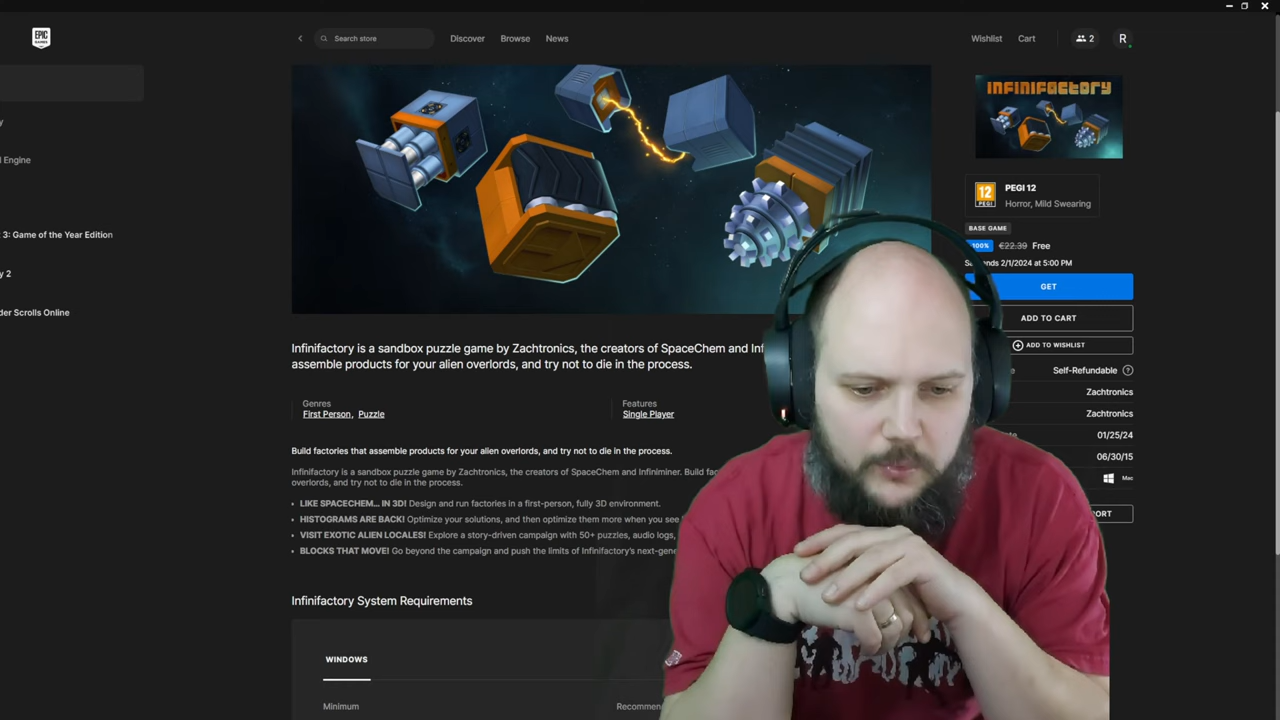 EPIC
GAMES
Search store
Discover
Browse
News
Wishlist
Cart
2
R
y
l Engine
3: Game of the Year Edition
y 2
der Scrolls Online
INFINIFACTORY
12
PEGI
PEGI 12
Horror, Mild Swearing
BASE GAME
€22.39 Free
ends 2/1/2024 at 5:00 PM
GET
ADD TO CART
ADD TO WISHLIST
Self-Refundable
Zachtronics
Zachtronics
01/25/24
06/30/15
Mac
ORT
Infinifactory is a sandbox puzzle game by Zachtronics, the creators of SpaceChem and Inf
assemble products for your alien overlords, and try not to die in the process.
Genres
First Person, Puzzle
Features
Single Player
Build factories that assemble products for your alien overlords, and try not to die in the process.
Infinifactory is a sandbox puzzle game by Zachtronics, the creators of SpaceChem and Infiniminer. Build fac
overlords, and try not to die in the process.
• LIKE SPACECHEM... IN 3D! Design and run factories in a first-person, fully 3D environment.
• HISTOGRAMS ARE BACK! Optimize your solutions, and then optimize them more when you see
• VISIT EXOTIC ALIEN LOCALES! Explore a story-driven campaign with 50+ puzzles, audio logs,
• BLOCKS THAT MOVE! Go beyond the campaign and push the limits of Infinifactory's next-gene
Infinifactory System Requirements
WINDOWS
Minimum
Recommen